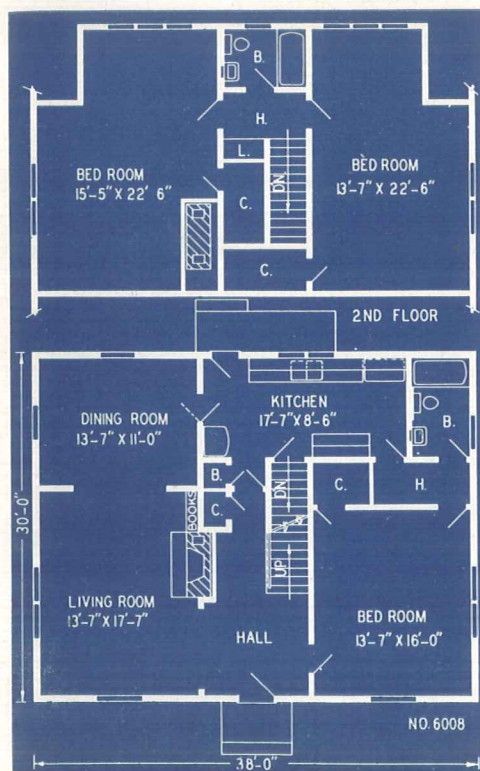 B.
H.
L.
BED ROOM
15'-5" X 22' 6"
BED ROOM
13'-7" X 22'-6"
DN.
C.
C.
2ND FLOOR
KITCHEN
17'-7" X 8'-6"
DINING ROOM
13'-7" X 11'-0"
B.
B.
C.
BOOKS
DN
C.
H.
30'-0"
UP
LIVING ROOM
13'-7" X 17'-7"
HALL
BED ROOM
13'-7" X 16'-0"
NO. 6008
38'-0"